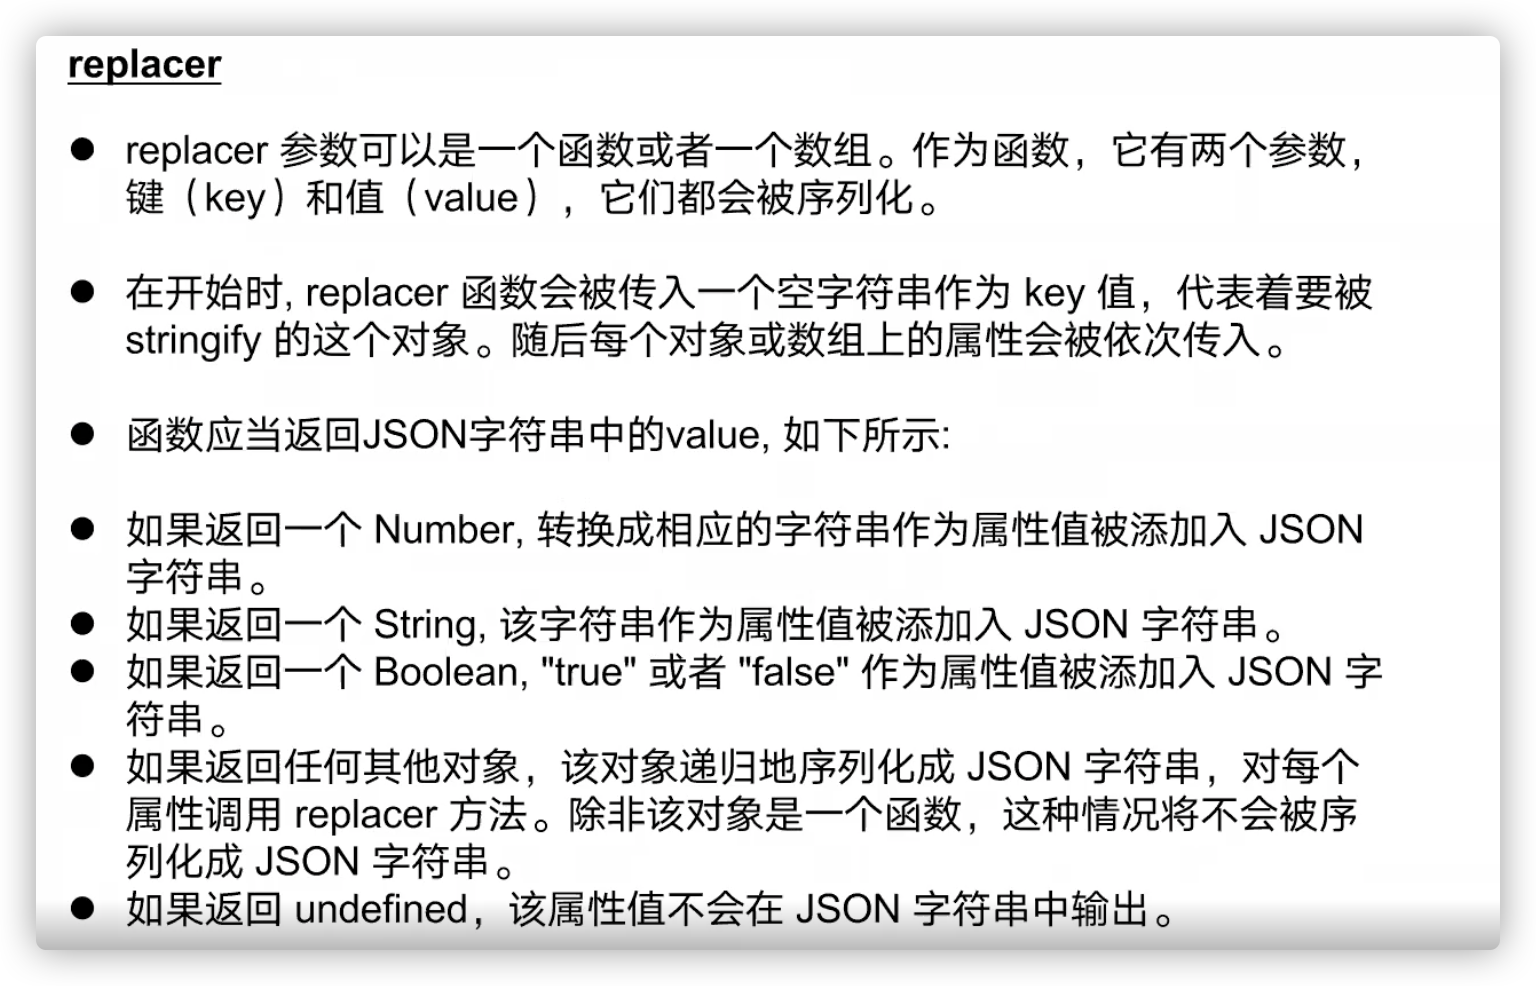 replacer
● replacer 参数可以是一个函数或者一个数组。作为函数，它有两个参数，
键（key）和值（value），它们都会被序列化。
● 在开始时, replacer 函数会被传入一个空字符串作为 key 值，代表着要被
stringify 的这个对象。随后每个对象或数组上的属性会被依次传入。
● 函数应当返回JSON字符串中的value, 如下所示:
● 如果返回一个 Number, 转换成相应的字符串作为属性值被添加入 JSON
字符串。
● 如果返回一个 String, 该字符串作为属性值被添加入 JSON 字符串。
● 如果返回一个 Boolean, "true" 或者 "false" 作为属性值被添加入 JSON 字
符串。
● 如果返回任何其他对象，该对象递归地序列化成 JSON 字符串，对每个
属性调用 replacer 方法。除非该对象是一个函数，这种情况将不会被序
列化成 JSON 字符串。
● 如果返回 undefined，该属性值不会在 JSON 字符串中输出。